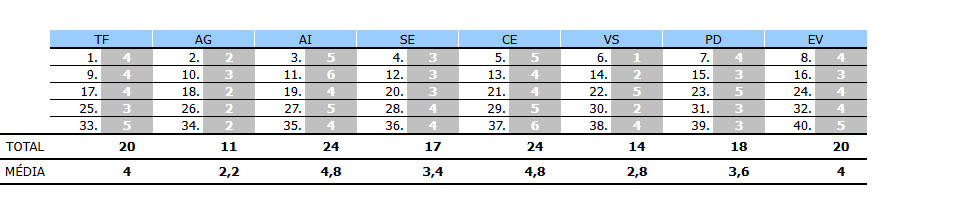 TF AG AI SE CE VS PD EV
1. 4 2. 2 3. 5 4. 3 5. 5 6. 1 7. 4 8. 4
9. 4 10. 3 11. 6 12. 3 13. 4 14. 2 15. 3 16. 3
17. 4 18. 2 19. 4 20. 3 21. 4 22. 5 23. 5 24. 4
25. 3 26. 2 27. 5 28. 4 29. 5 30. 2 31. 3 32. 4
33. 5 34. 2 35. 4 36. 4 37. 6 38. 4 39. 3 40. 5
TOTAL 20 11 24 17 24 14 18 20
MÉDIA 4 2,2 4,8 3,4 4,8 2,8 3,6 4